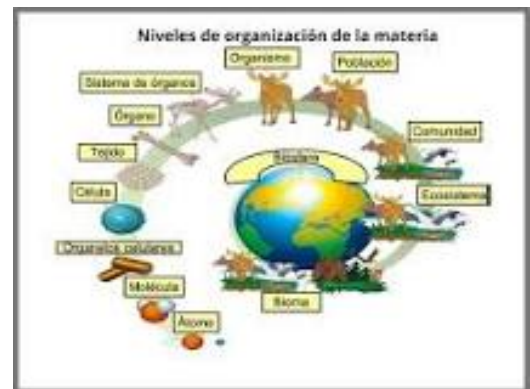 Niveles de organización de la materia
Organismo
Población
Sistema de órganos
Órgano
Comunidad
Tejido
Biosfera
Célula
Ecosistema
Organelos celulares
Molécula
Bioma
Átomo